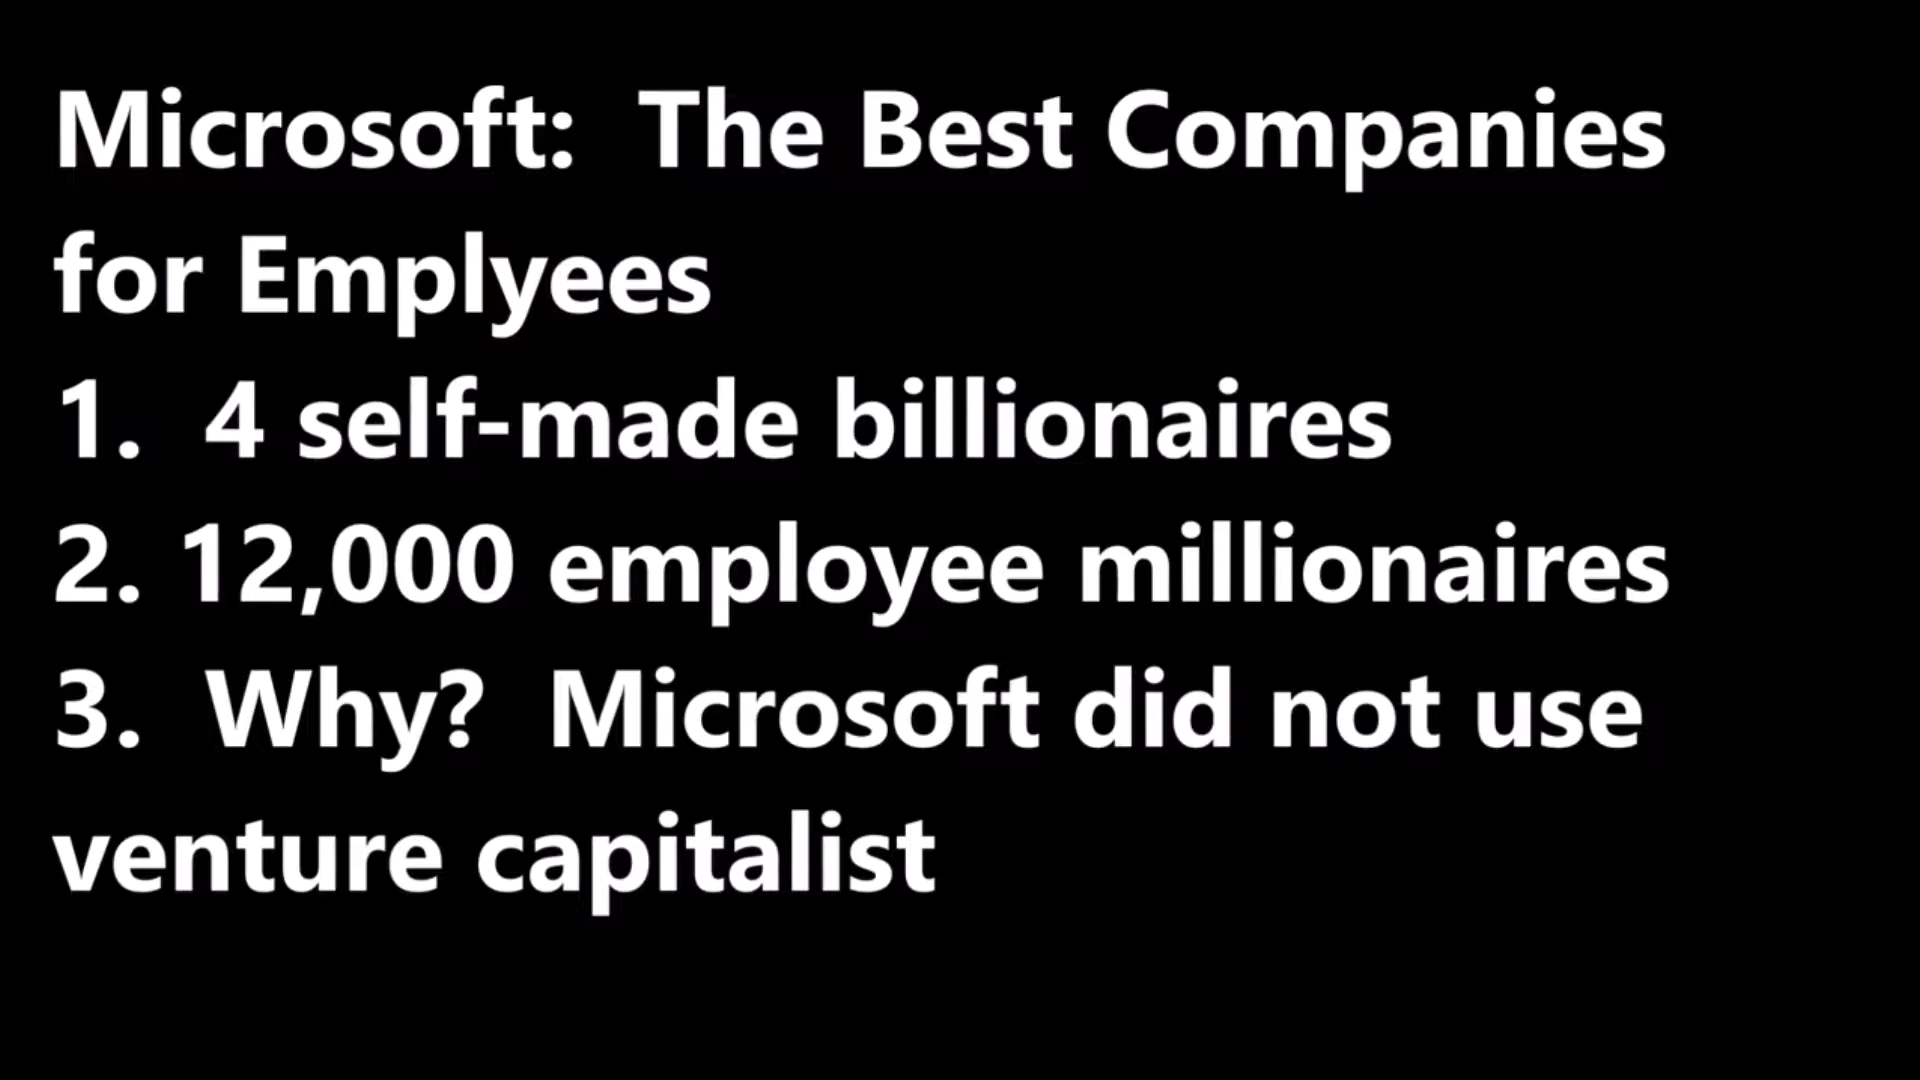 Microsoft:  The Best Companies
for Emplyees
1.  4 self-made billionaires
2. 12,000 employee millionaires
3.  Why?  Microsoft did not use
venture capitalist